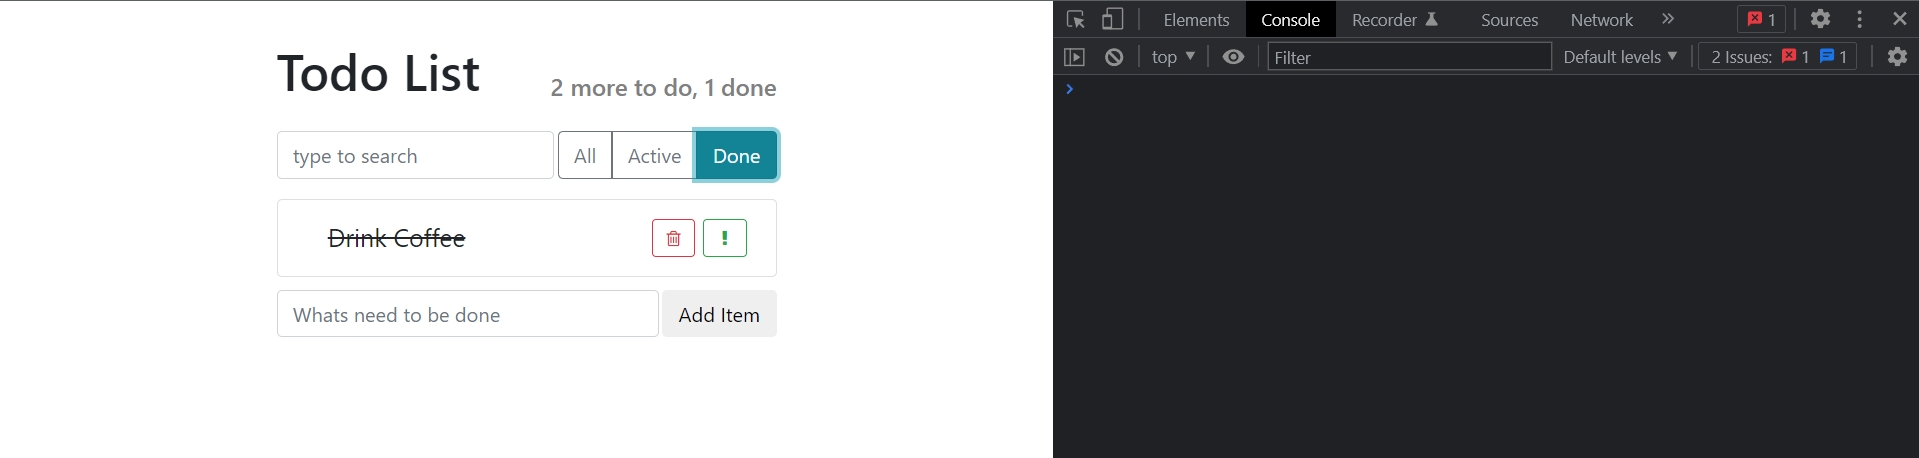 Todo List
2 more to do, 1 done
type to search
All
Active
Done
Drink Coffee
Whats need to be done
Add Item
Elements
Console
Recorder
Sources
Network
1
top
Filter
Default levels
2 Issues:
1
1